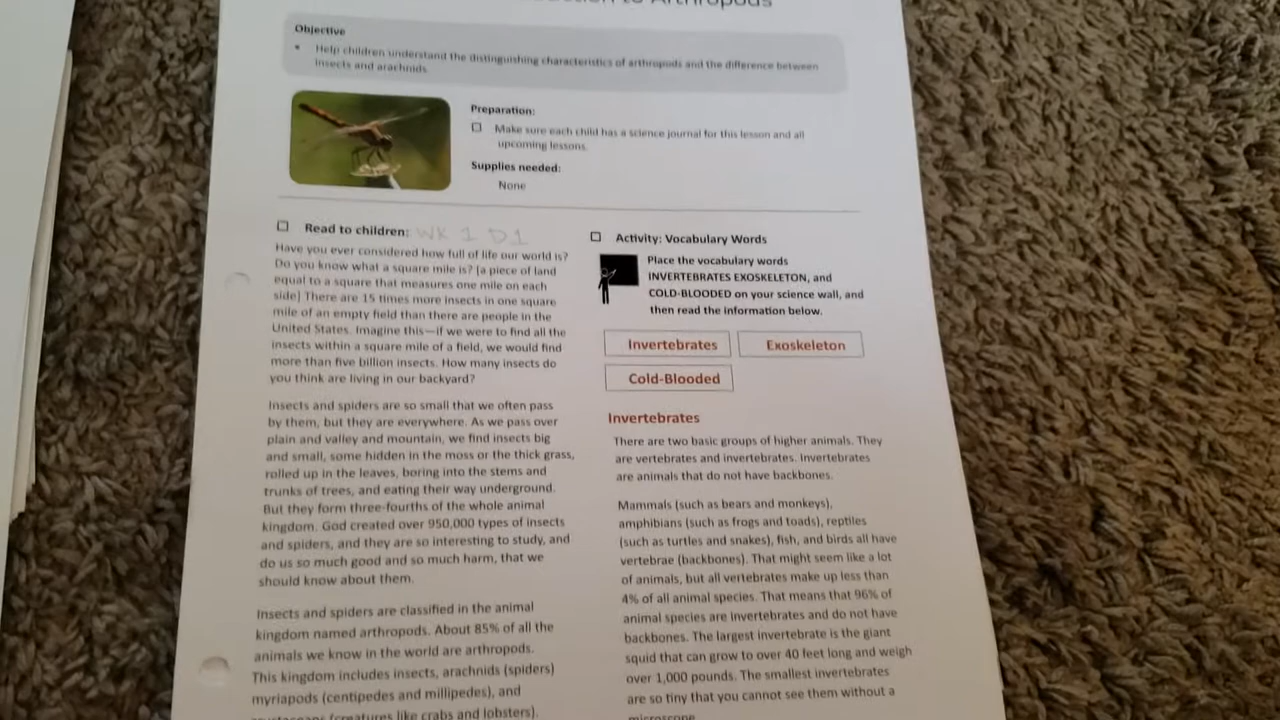 to Arthropods
Objective
• Help children understand the distinguishing characteristics of arthropods and the difference between
insects and arachnids.
Preparation:
Make sure each child has a science journal for this lesson and all
upcoming lessons.
Supplies needed:
None
Read to children: WK 1 D1
Have you ever considered how full of life our world is?
Do you know what a square mile is? (a piece of land
equal to a square that measures one mile on each
side) There are 15 times more insects in one square
mile of an empty field than there are people in the
United States. Imagine this—if we were to find all the
insects within a square mile of a field, we would find
more than five billion insects. How many insects do
you think are living in our backyard?
Insects and spiders are so small that we often pass
by them, but they are everywhere. As we pass over
plain and valley and mountain, we find insects big
and small, some hidden in the moss or the thick grass,
rolled up in the leaves, boring into the stems and
trunks of trees, and eating their way underground.
But they form three-fourths of the whole animal
kingdom. God created over 950,000 types of insects
and spiders, and they are so interesting to study, and
do us so much good and so much harm, that we
should know about them.
Insects and spiders are classified in the animal
kingdom named arthropods. About 85% of all the
animals we know in the world are arthropods.
This kingdom includes insects, arachnids (spiders)
myriapods (centipedes and millipedes), and
crustaceans (creatures like crabs and lobsters).
Activity: Vocabulary Words
Place the vocabulary words
INVERTEBRATES EXOSKELETON, and
COLD-BLOODED on your science wall, and
then read the information below.
Invertebrates
Exoskeleton
Cold-Blooded
Invertebrates
There are two basic groups of higher animals. They
are vertebrates and invertebrates. Invertebrates
are animals that do not have backbones.
Mammals (such as bears and monkeys),
amphibians (such as frogs and toads), reptiles
(such as turtles and snakes), fish, and birds all have
vertebrae (backbones). That might seem like a lot
of animals, but all vertebrates make up less than
4% of all animal species. That means that 96% of
animal species are invertebrates and do not have
backbones. The largest invertebrate is the giant
squid that can grow to over 40 feet long and weigh
over 1,000 pounds. The smallest invertebrates
are so tiny that you cannot see them without a
microscope.